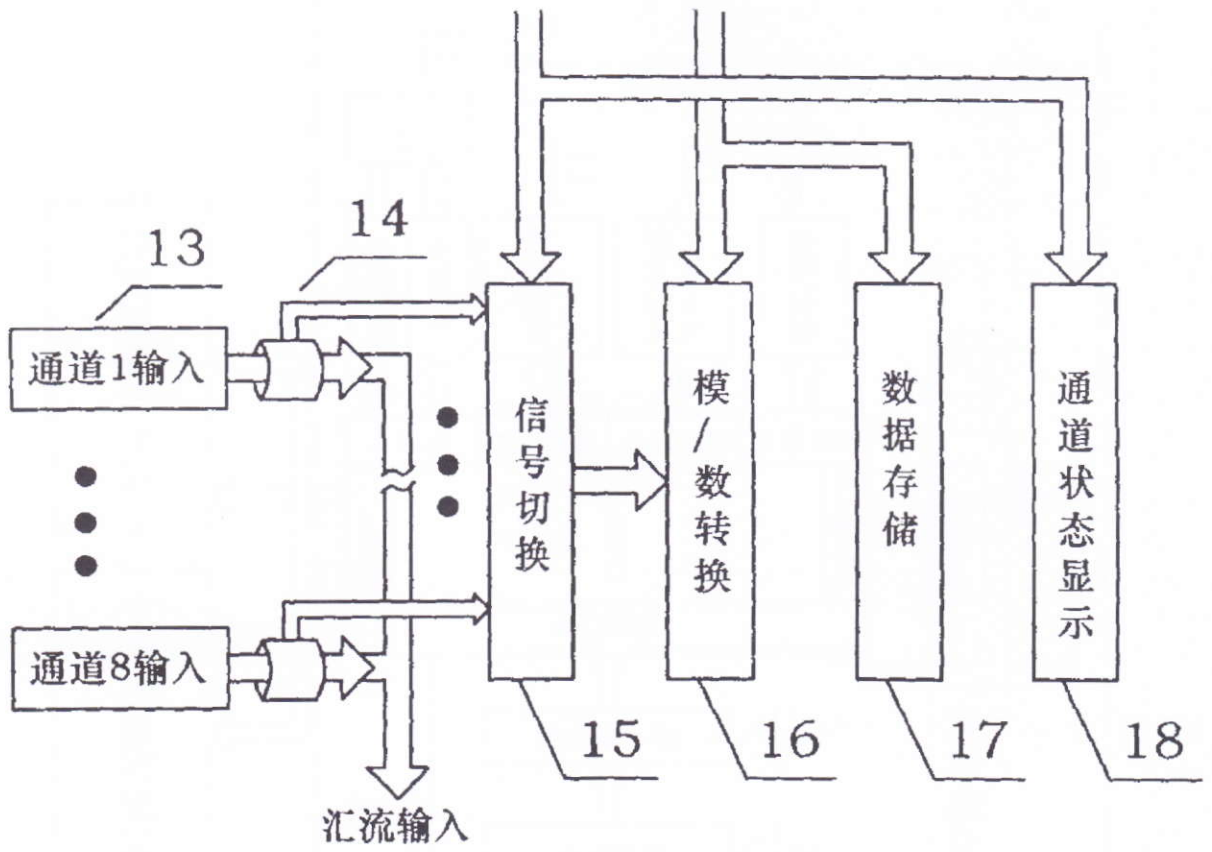 14
13
通道1输入
信号切换
模/数转换
数据存储
通道状态显示
通道8输入
15
16
17
18
汇流输入